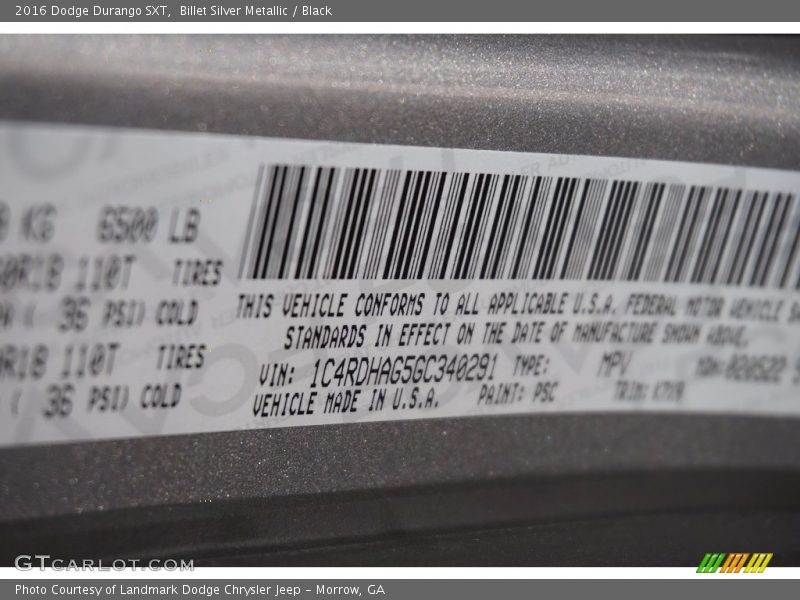 2016 Dodge Durango SXT,  Billet Silver Metallic / Black
KG 6500 LB
110T TIRES
( 36 PSI) COLD
110T TIRES
( 36 PSI) COLD
THIS VEHICLE CONFORMS TO ALL APPLICABLE U.S.A. FEDERAL MOTOR VEHICLE
STANDARDS IN EFFECT ON THE DATE OF MANUFACTURE SHOWN ABOVE.
VIN: 1C4RDHAG5GC340291 TYPE: MPV
VEHICLE MADE IN U.S.A. PAINT: PSC TRIM:
GTCARLOT.COM
Photo Courtesy of Landmark Dodge Chrysler Jeep – Morrow, GA